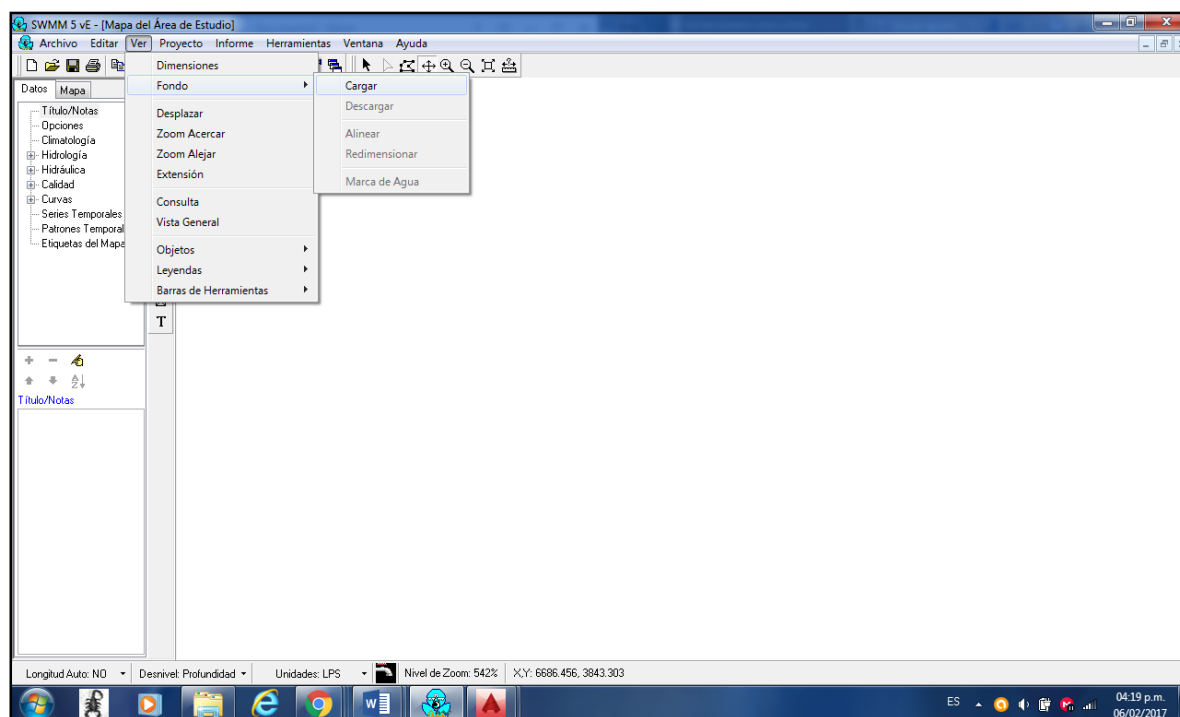 SWMM 5 vE - [Mapa del Área de Estudio]
Archivo Editar Ver Proyecto Informe Herramientas Ventana Ayuda
Datos Mapa
Título/Notas
Opciones
Climatología
Hidrología
Hidráulica
Calidad
Curvas
Series Temporales
Patrones Temporal
Etiquetas del Mapa
Dimensiones
Fondo
Desplazar
Zoom Acercar
Zoom Alejar
Extensión
Consulta
Vista General
Objetos
Leyendas
Barras de Herramientas
Cargar
Descargar
Alinear
Redimensionar
Marca de Agua
T
Título/Notas
Longitud Auto: NO Desnivel: Profundidad Unidades: LPS Nivel de Zoom: 542% X,Y: 6686.456, 3843.303
ES 04:19 p.m.
06/02/2017